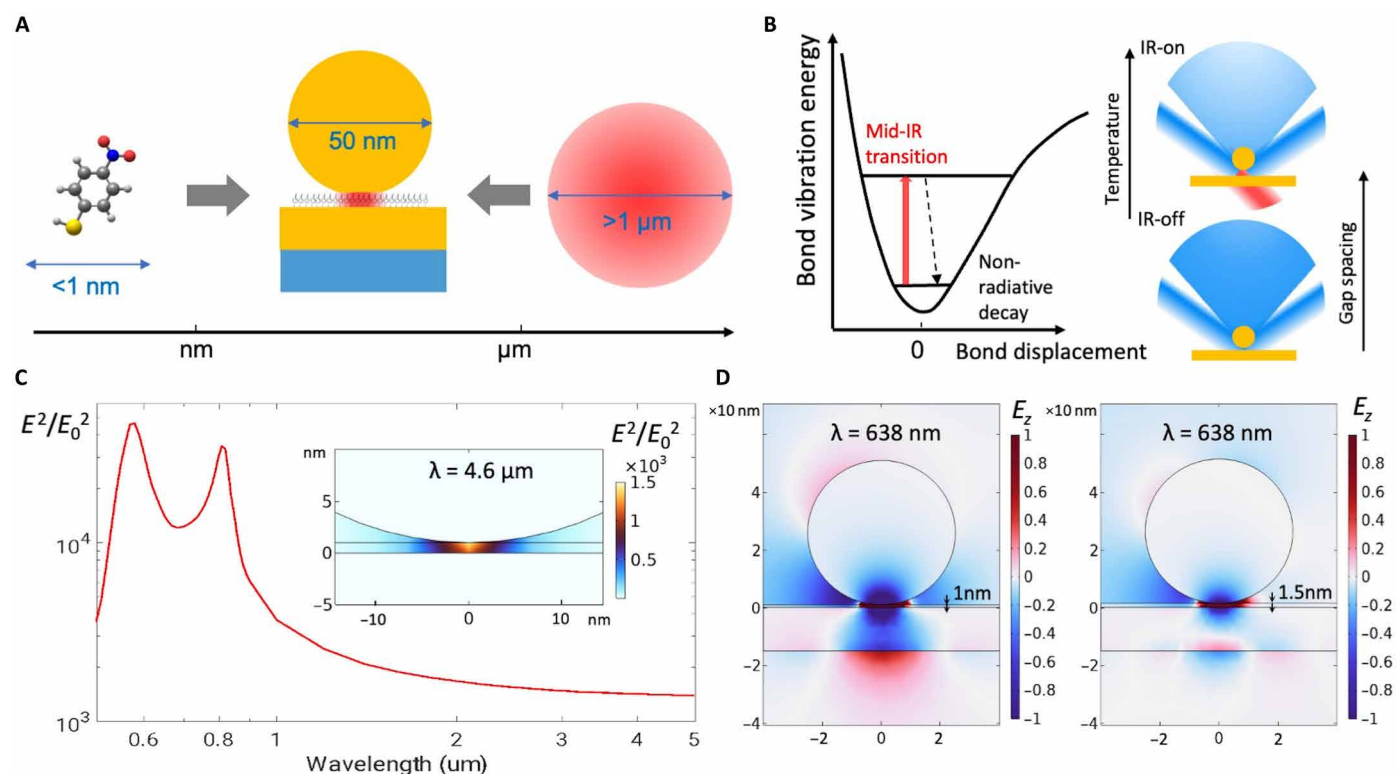 A
50 nm
<1 nm
>1 µm
nm
µm
B
Bond vibration energy
Mid-IR
transition
Non-
radiative
decay
0
Bond displacement
Temperature
IR-on
IR-off
Gap spacing
C
E²/E₀²
10⁴
10³
0.6
0.8
1
2
3
4
5
Wavelength (um)
nm
5
0
−5
λ = 4.6 µm
−10
0
10
nm
E²/E₀²
×10³
1.5
1
0.5
D
×10 nm
λ = 638 nm
4
2
0
−2
−4
1nm
−2
0
2
E_z
1
0.8
0.6
0.4
0.2
0
−0.2
−0.4
−0.6
−0.8
−1
×10 nm
λ = 638 nm
4
2
0
−2
−4
1.5nm
−2
0
2
E_z
1
0.8
0.6
0.4
0.2
0
−0.2
−0.4
−0.6
−0.8
−1